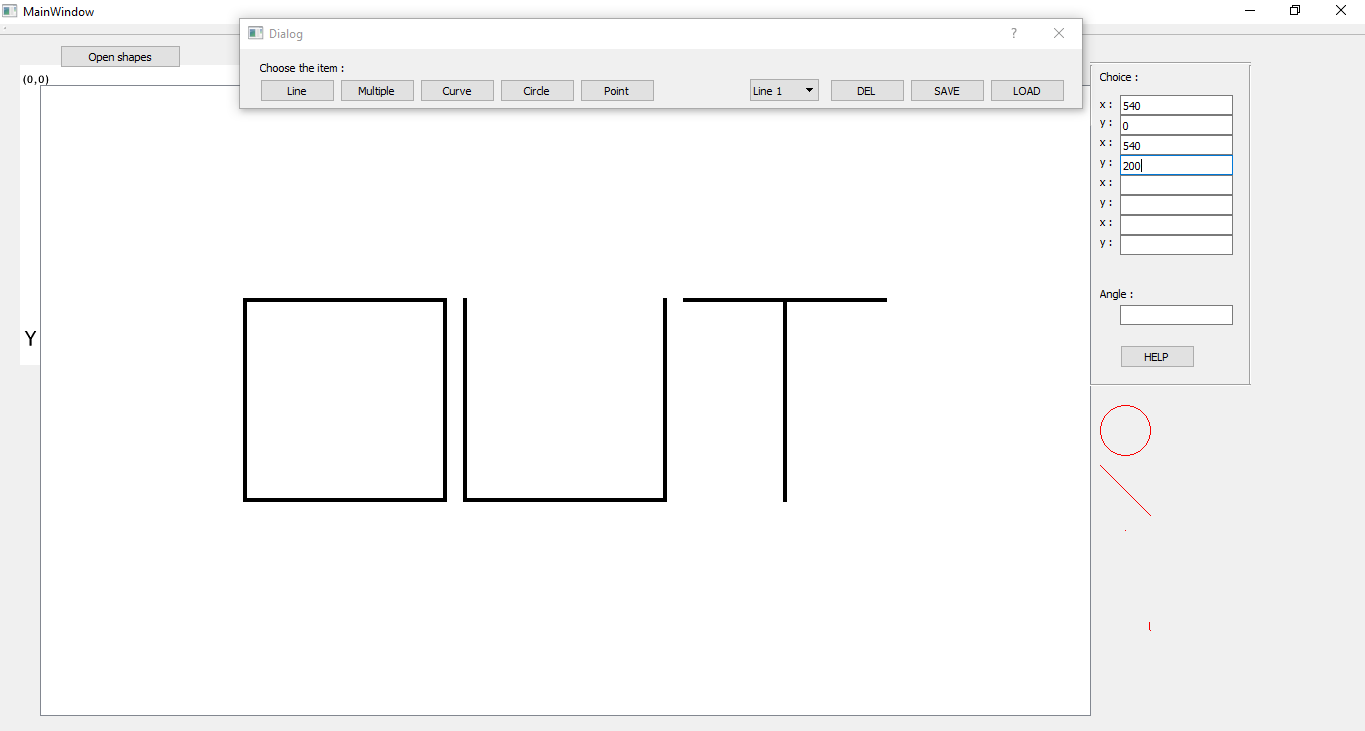 MainWindow
Dialog
?
Open shapes
Choose the item :
(0,0)
Line Multiple Curve Circle Point Line 1 DEL SAVE LOAD
Choice :
x : 540
y : 0
x : 540
y : 200
x :
y :
x :
y :
Angle :
Y
HELP
OUT